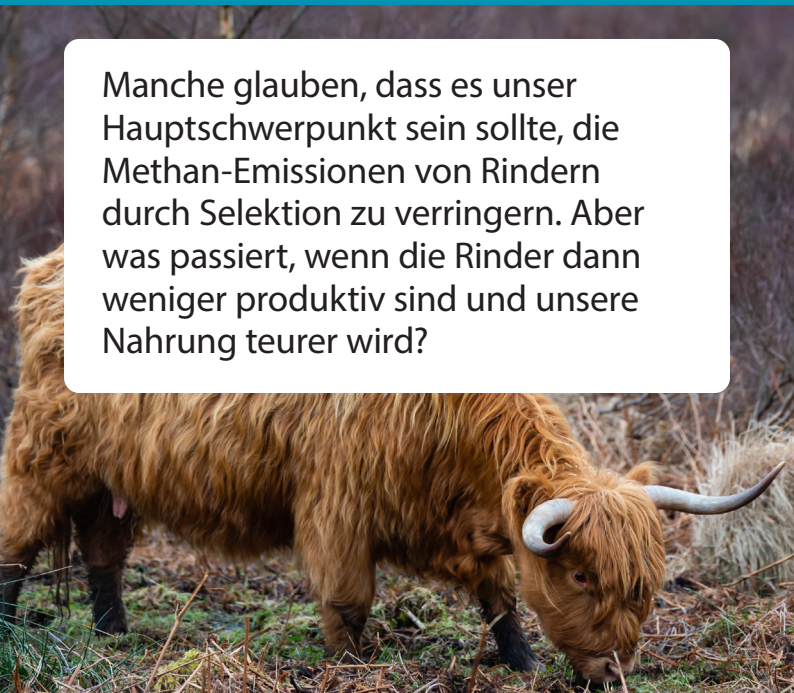 Manche glauben, dass es unser
Hauptschwerpunkt sein sollte, die
Methan-Emissionen von Rindern
durch Selektion zu verringern. Aber
was passiert, wenn die Rinder dann
weniger produktiv sind und unsere
Nahrung teurer wird?